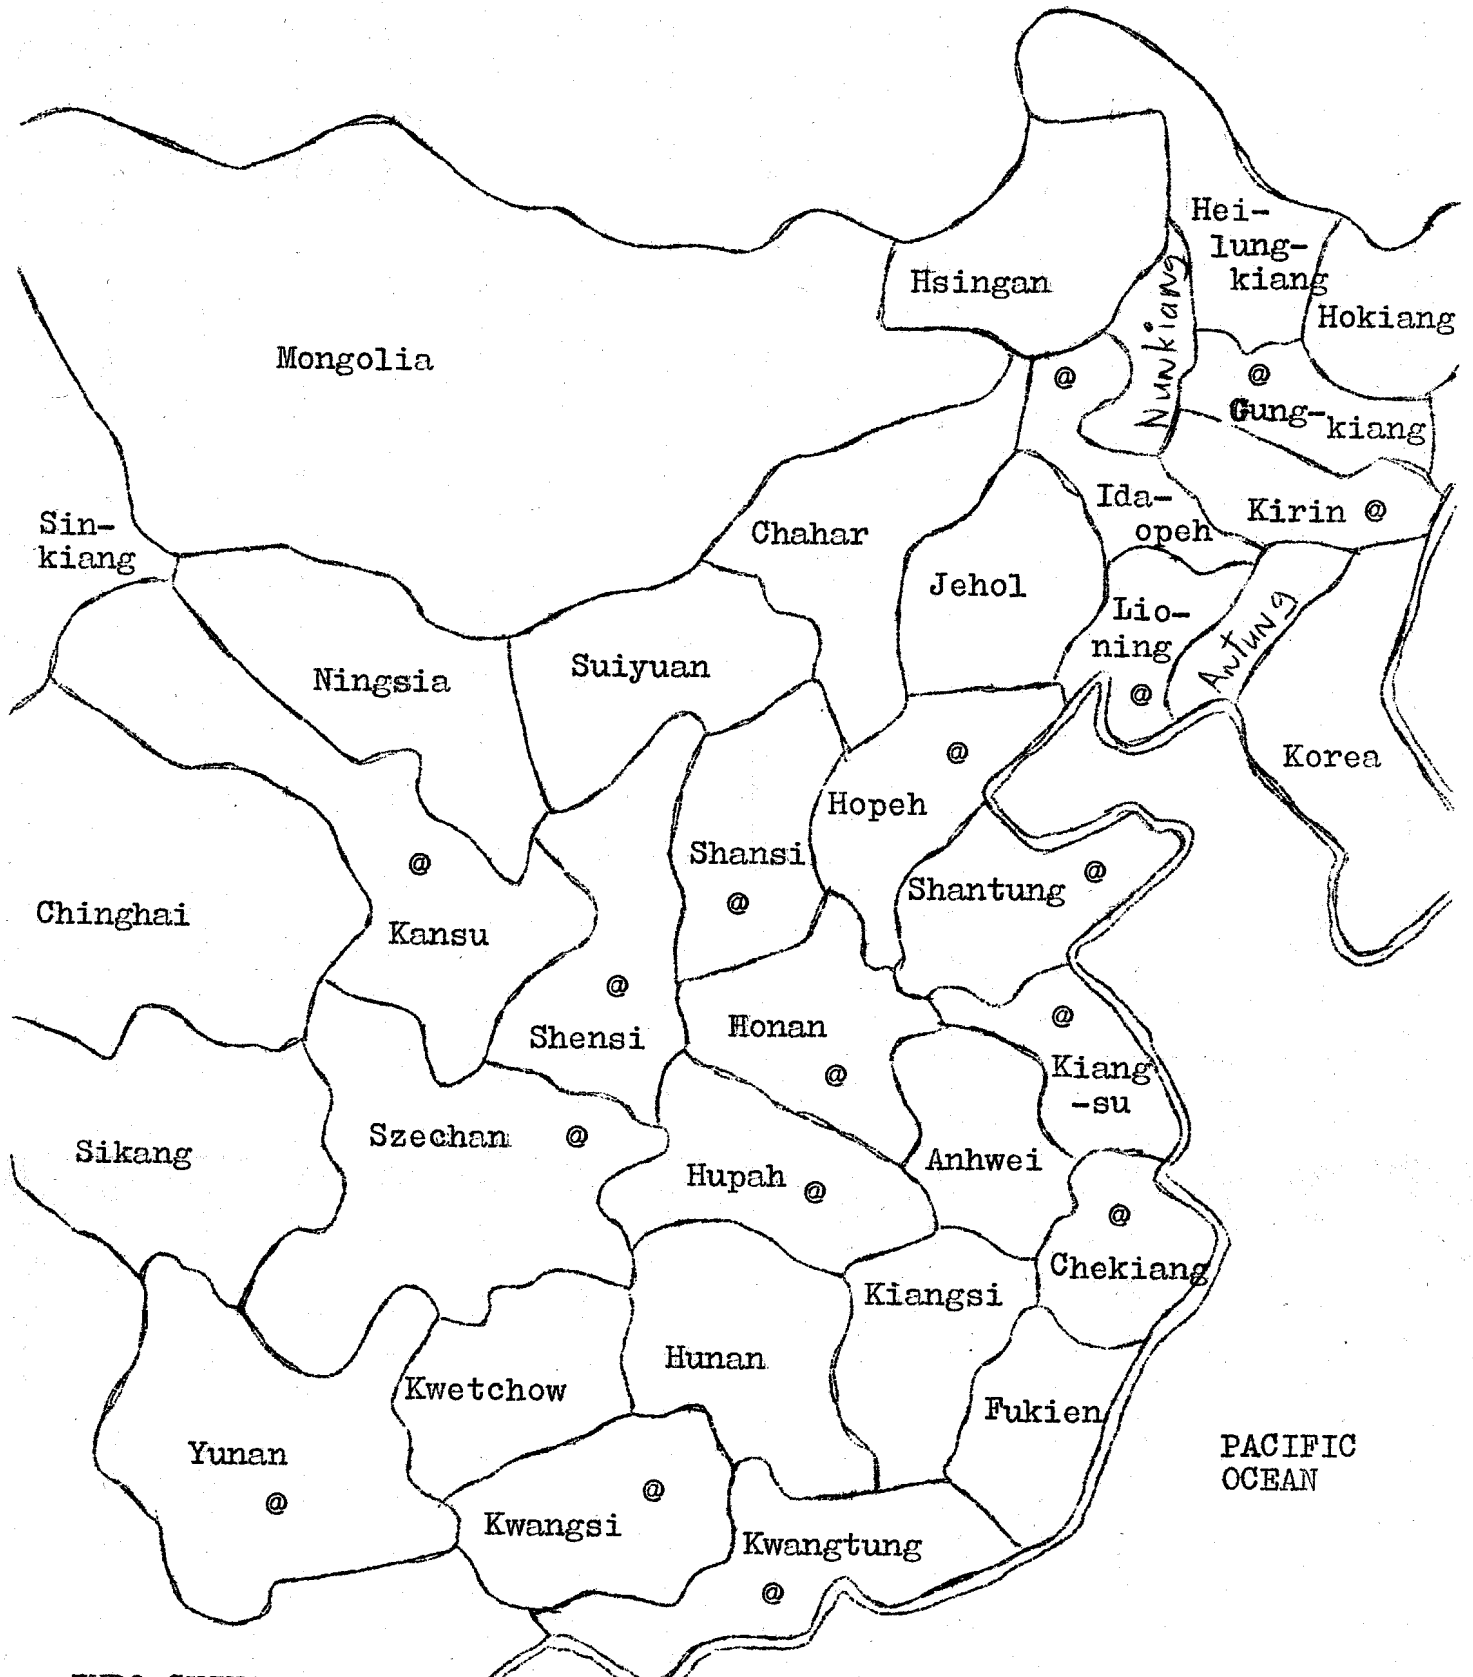 Hei-
lung-
kiang
Hsingan
Nunkiang
Hokiang
Mongolia
@
@
Gung-
kiang
Ida-
opeh
Kirin @
Sin-
kiang
Chahar
Jehol
Lio-
ning
@
Antung
Ningsia
Suiyuan
Korea
@
Hopeh
@
Kansu
Shansi
@
Shantung @
Chinghai
@
Shensi
Honan
@
@
Kiang
-su
Sikang
Szechan @
Hupah @
Anhwei
@
Chekiang
Kiangsi
Hunan
Kwetchow
Fukien
Yunan
@
PACIFIC
OCEAN
@
Kwangsi
Kwangtung
@